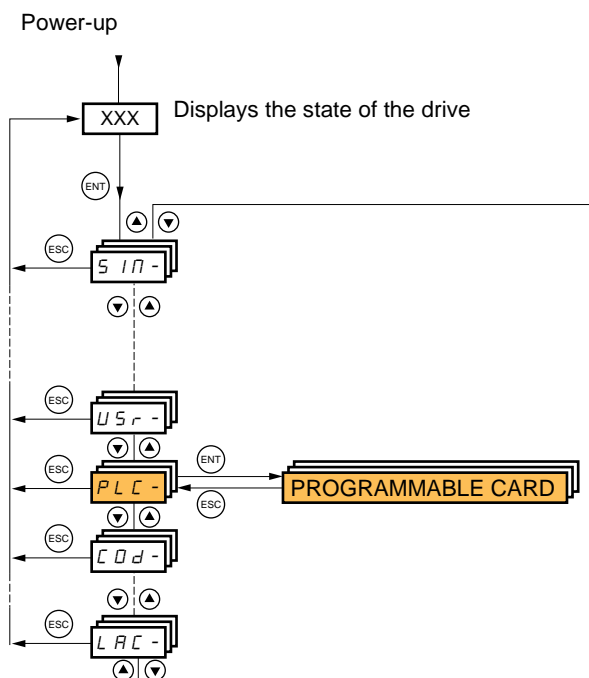 Power-up
XXX
Displays the state of the drive
ENT
ESC
SIM-
ESC
USr-
ESC
ENT
PLC-
PROGRAMMABLE CARD
ESC
ESC
COd-
ESC
LAC-